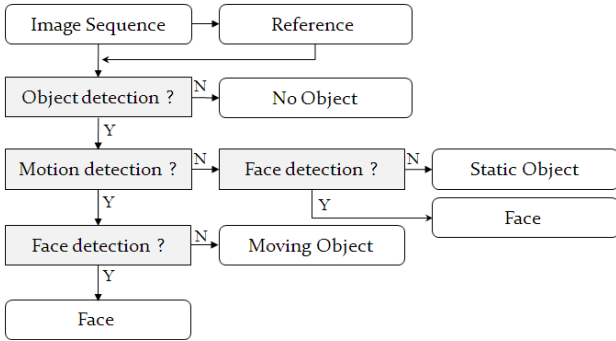 Image Sequence
Reference
Object detection ?
N
No Object
Y
Motion detection ?
N
Face detection ?
N
Static Object
Y
Y
Face
Face detection ?
N
Moving Object
Y
Face